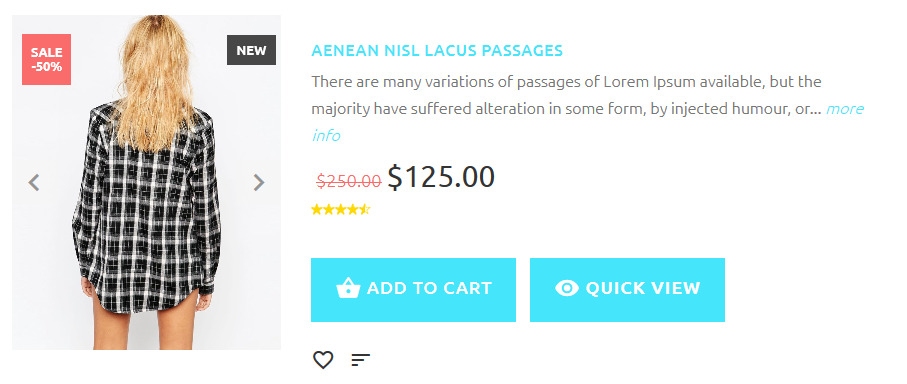 SALE
-50%
NEW
AENEAN NISL LACUS PASSAGES
There are many variations of passages of Lorem Ipsum available, but the
majority have suffered alteration in some form, by injected humour, or... more
info
$250.00 $125.00
ADD TO CART
QUICK VIEW